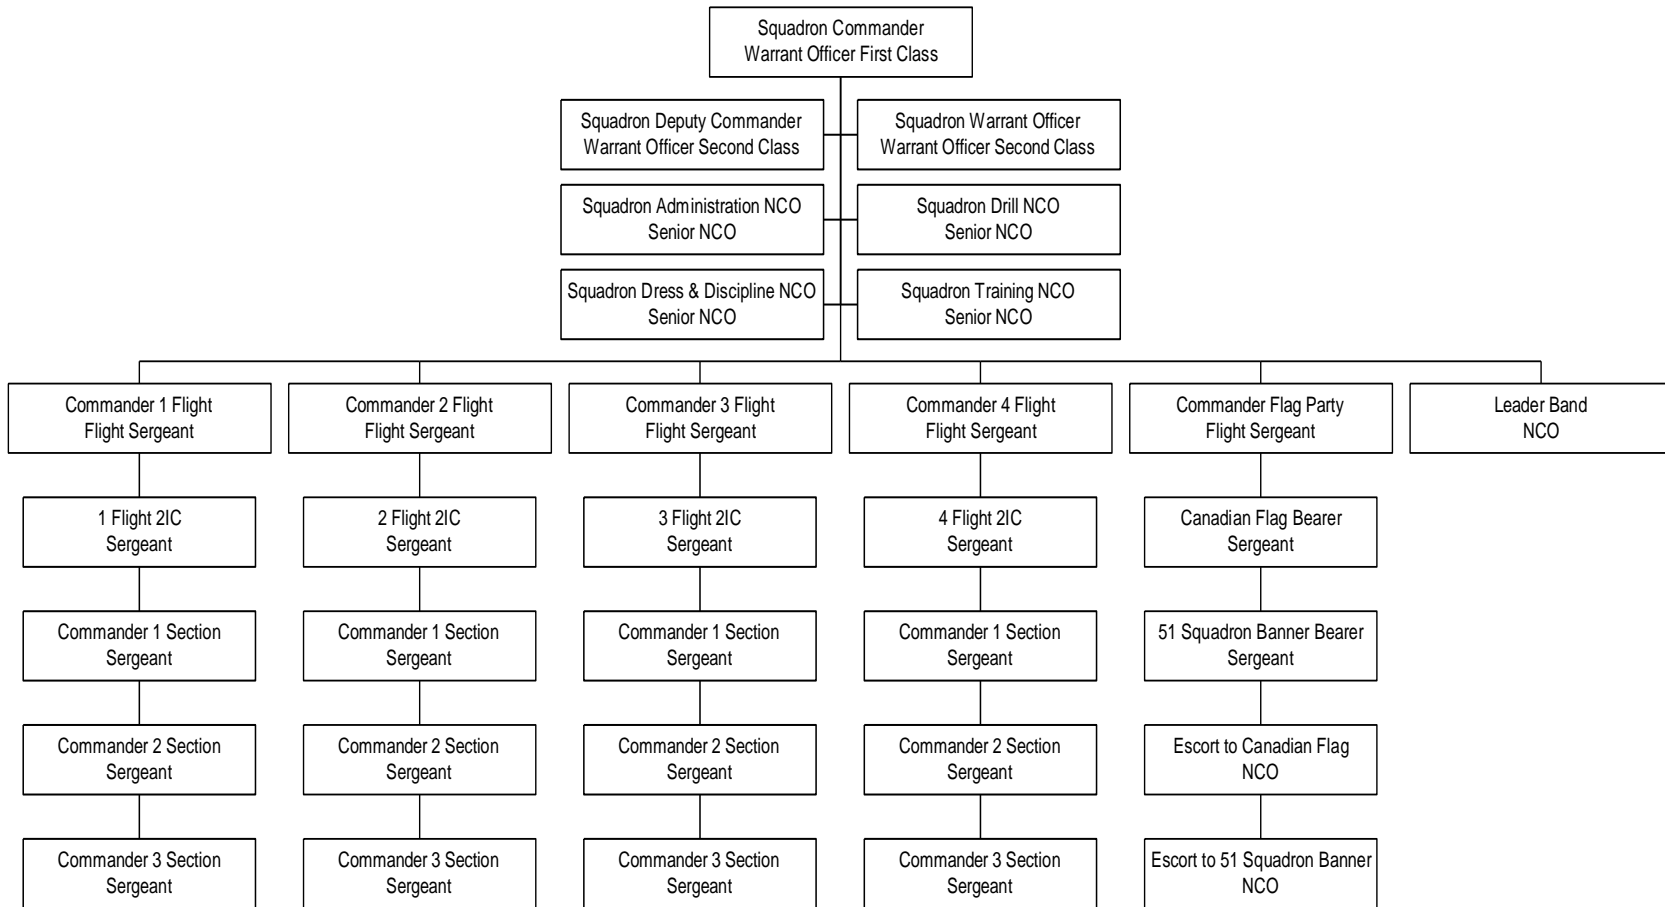 Squadron Commander
Warrant Officer First Class
Squadron Deputy Commander
Warrant Officer Second Class
Squadron Warrant Officer
Warrant Officer Second Class
Squadron Administration NCO
Senior NCO
Squadron Drill NCO
Senior NCO
Squadron Dress & Discipline NCO
Senior NCO
Squadron Training NCO
Senior NCO
Commander 1 Flight
Flight Sergeant
Commander 2 Flight
Flight Sergeant
Commander 3 Flight
Flight Sergeant
Commander 4 Flight
Flight Sergeant
Commander Flag Party
Flight Sergeant
Leader Band
NCO
1 Flight 2IC
Sergeant
2 Flight 2IC
Sergeant
3 Flight 2IC
Sergeant
4 Flight 2IC
Sergeant
Canadian Flag Bearer
Sergeant
Commander 1 Section
Sergeant
Commander 1 Section
Sergeant
Commander 1 Section
Sergeant
Commander 1 Section
Sergeant
51 Squadron Banner Bearer
Sergeant
Commander 2 Section
Sergeant
Commander 2 Section
Sergeant
Commander 2 Section
Sergeant
Commander 2 Section
Sergeant
Escort to Canadian Flag
NCO
Commander 3 Section
Sergeant
Commander 3 Section
Sergeant
Commander 3 Section
Sergeant
Commander 3 Section
Sergeant
Escort to 51 Squadron Banner
NCO